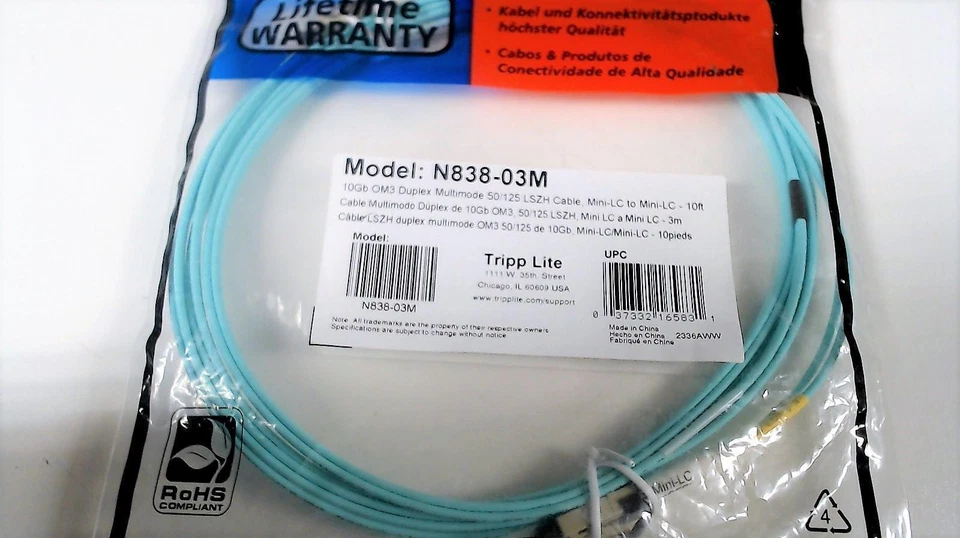 Lifetime
WARRANTY
• Kabel und Konnektivitätsprodukte
höchster Qualität
• Cabos & Produtos de
Conectividade de Alta Qualidade
Model: N838-03M
10Gb OM3 Duplex Multimode 50/125 LSZH Cable, Mini-LC to Mini-LC - 10ft
Cable Multimodo Dúplex de 10Gb OM3, 50/125 LSZH, Mini LC a Mini LC - 3m
Câble LSZH duplex multimode OM3 50/125 de 10Gb, Mini-LC/Mini-LC - 10pieds
Model:
N838-03M
Tripp Lite
1111 W. 35th. Street
Chicago, IL 60609 USA
www.tripplite.com/support
UPC
0 37332 16583 1
Note: All trademarks are the property of their respective owners
Specifications are subject to change without notice
Made in China
Hecho en China 2336AWW
Fabriqué en Chine
Mini-LC
RoHS
COMPLIANT
4